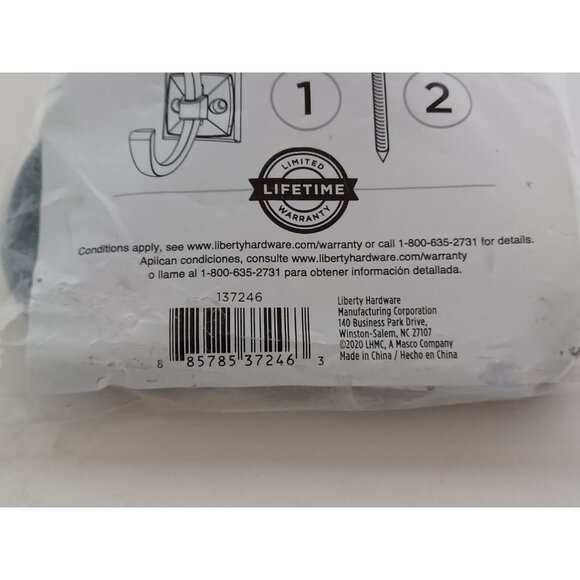 1
2
LIMITED
LIFETIME
WARRANTY
Conditions apply, see www.libertyhardware.com/warranty or call 1-800-635-2731 for details.
Aplican condiciones, consulte www.libertyhardware.com/warranty
o llame al 1-800-635-2731 para obtener información detallada.
137246
8 85785 37246 3
Liberty Hardware
Manufacturing Corporation
140 Business Park Drive,
Winston-Salem, NC 27107
©2020 LHMC, A Masco Company
Made in China / Hecho en China